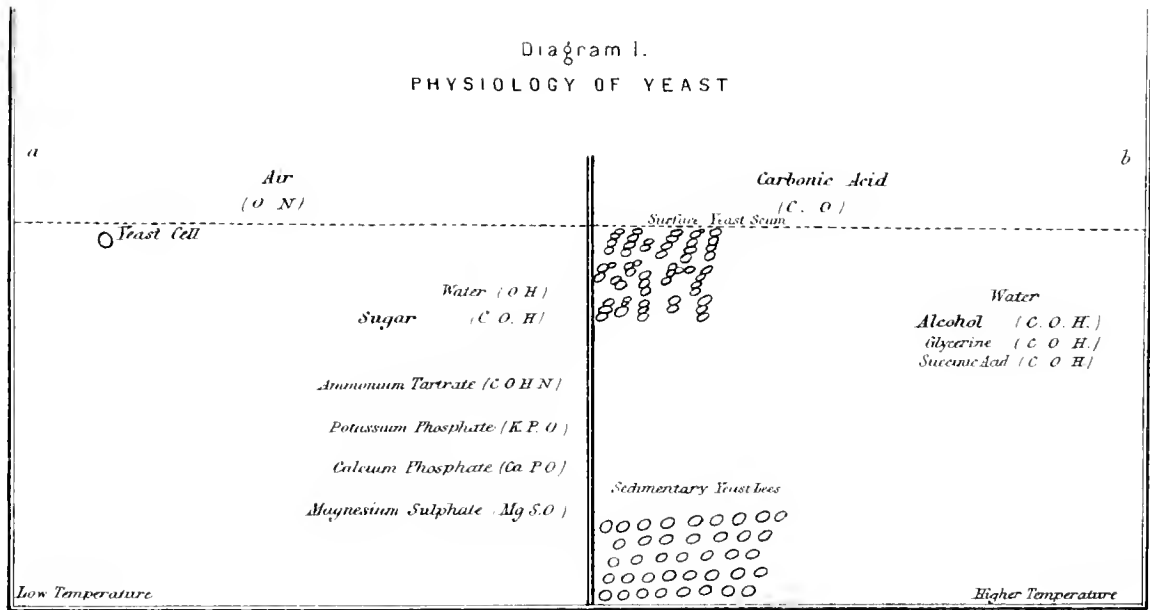 Diagram 1.
PHYSIOLOGY OF YEAST
a
Air
(O N)
Yeast Cell
Water (O H)
Sugar (C O. H)
Ammonium Tartrate (C O H N)
Potassium Phosphate (K. P. O)
Calcium Phosphate (Ca P O)
Magnesium Sulphate (Mg S. O)
Low Temperature
b
Carbonic Acid
(C. O)
Surface Yeast Scum
Water
Alcohol (C. O. H.)
Glycerine (C O H.)
Succinic Acid (C O H)
Sedimentary Yeast Lees
Higher Temperature